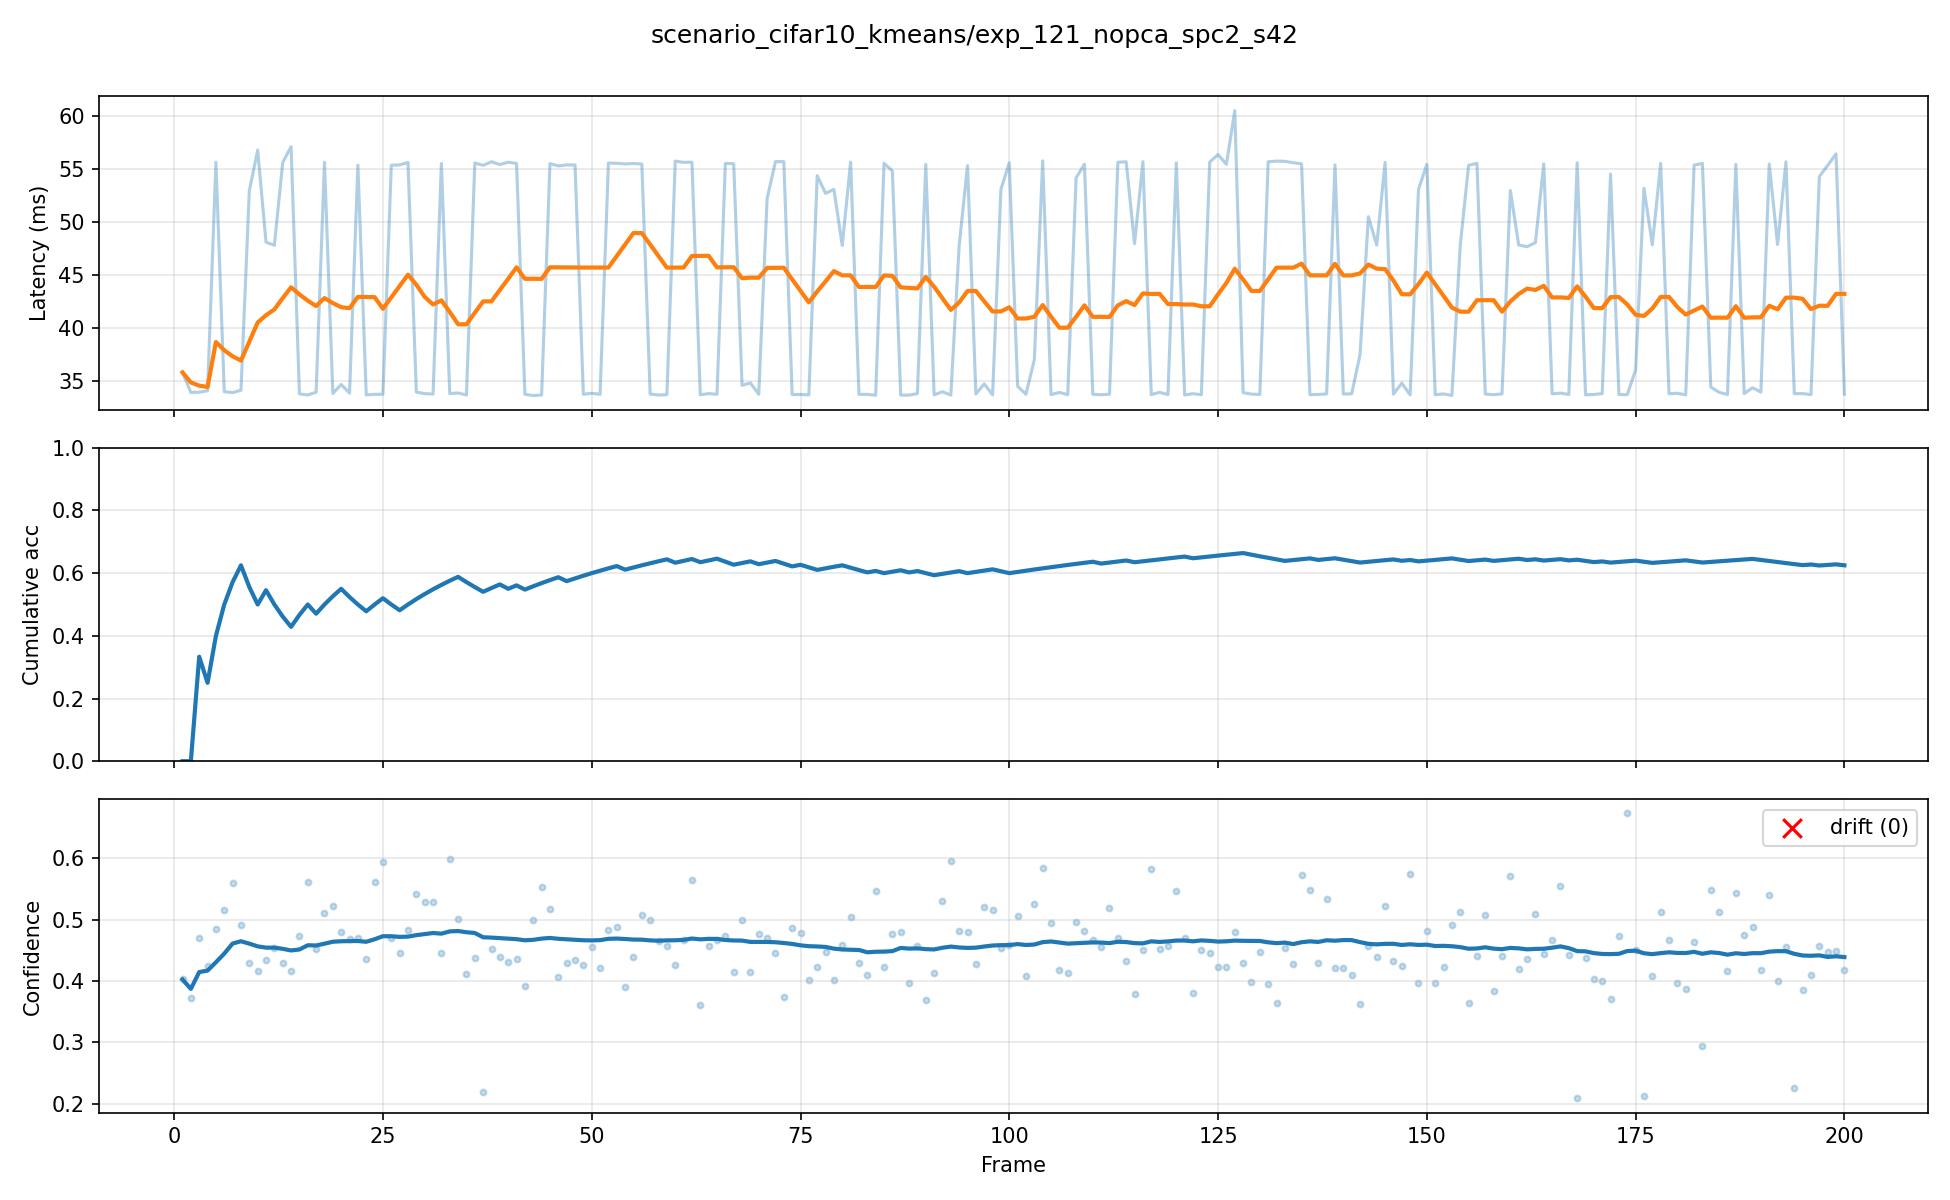 scenario_cifar10_kmeans/exp_121_nopca_spc2_s42
60
55
50
45
40
35
Latency (ms)
1.0
0.8
0.6
0.4
0.2
0.0
Cumulative acc
drift (0)
0.6
0.5
0.4
0.3
0.2
Confidence
0 25 50 75 100 125 150 175 200
Frame